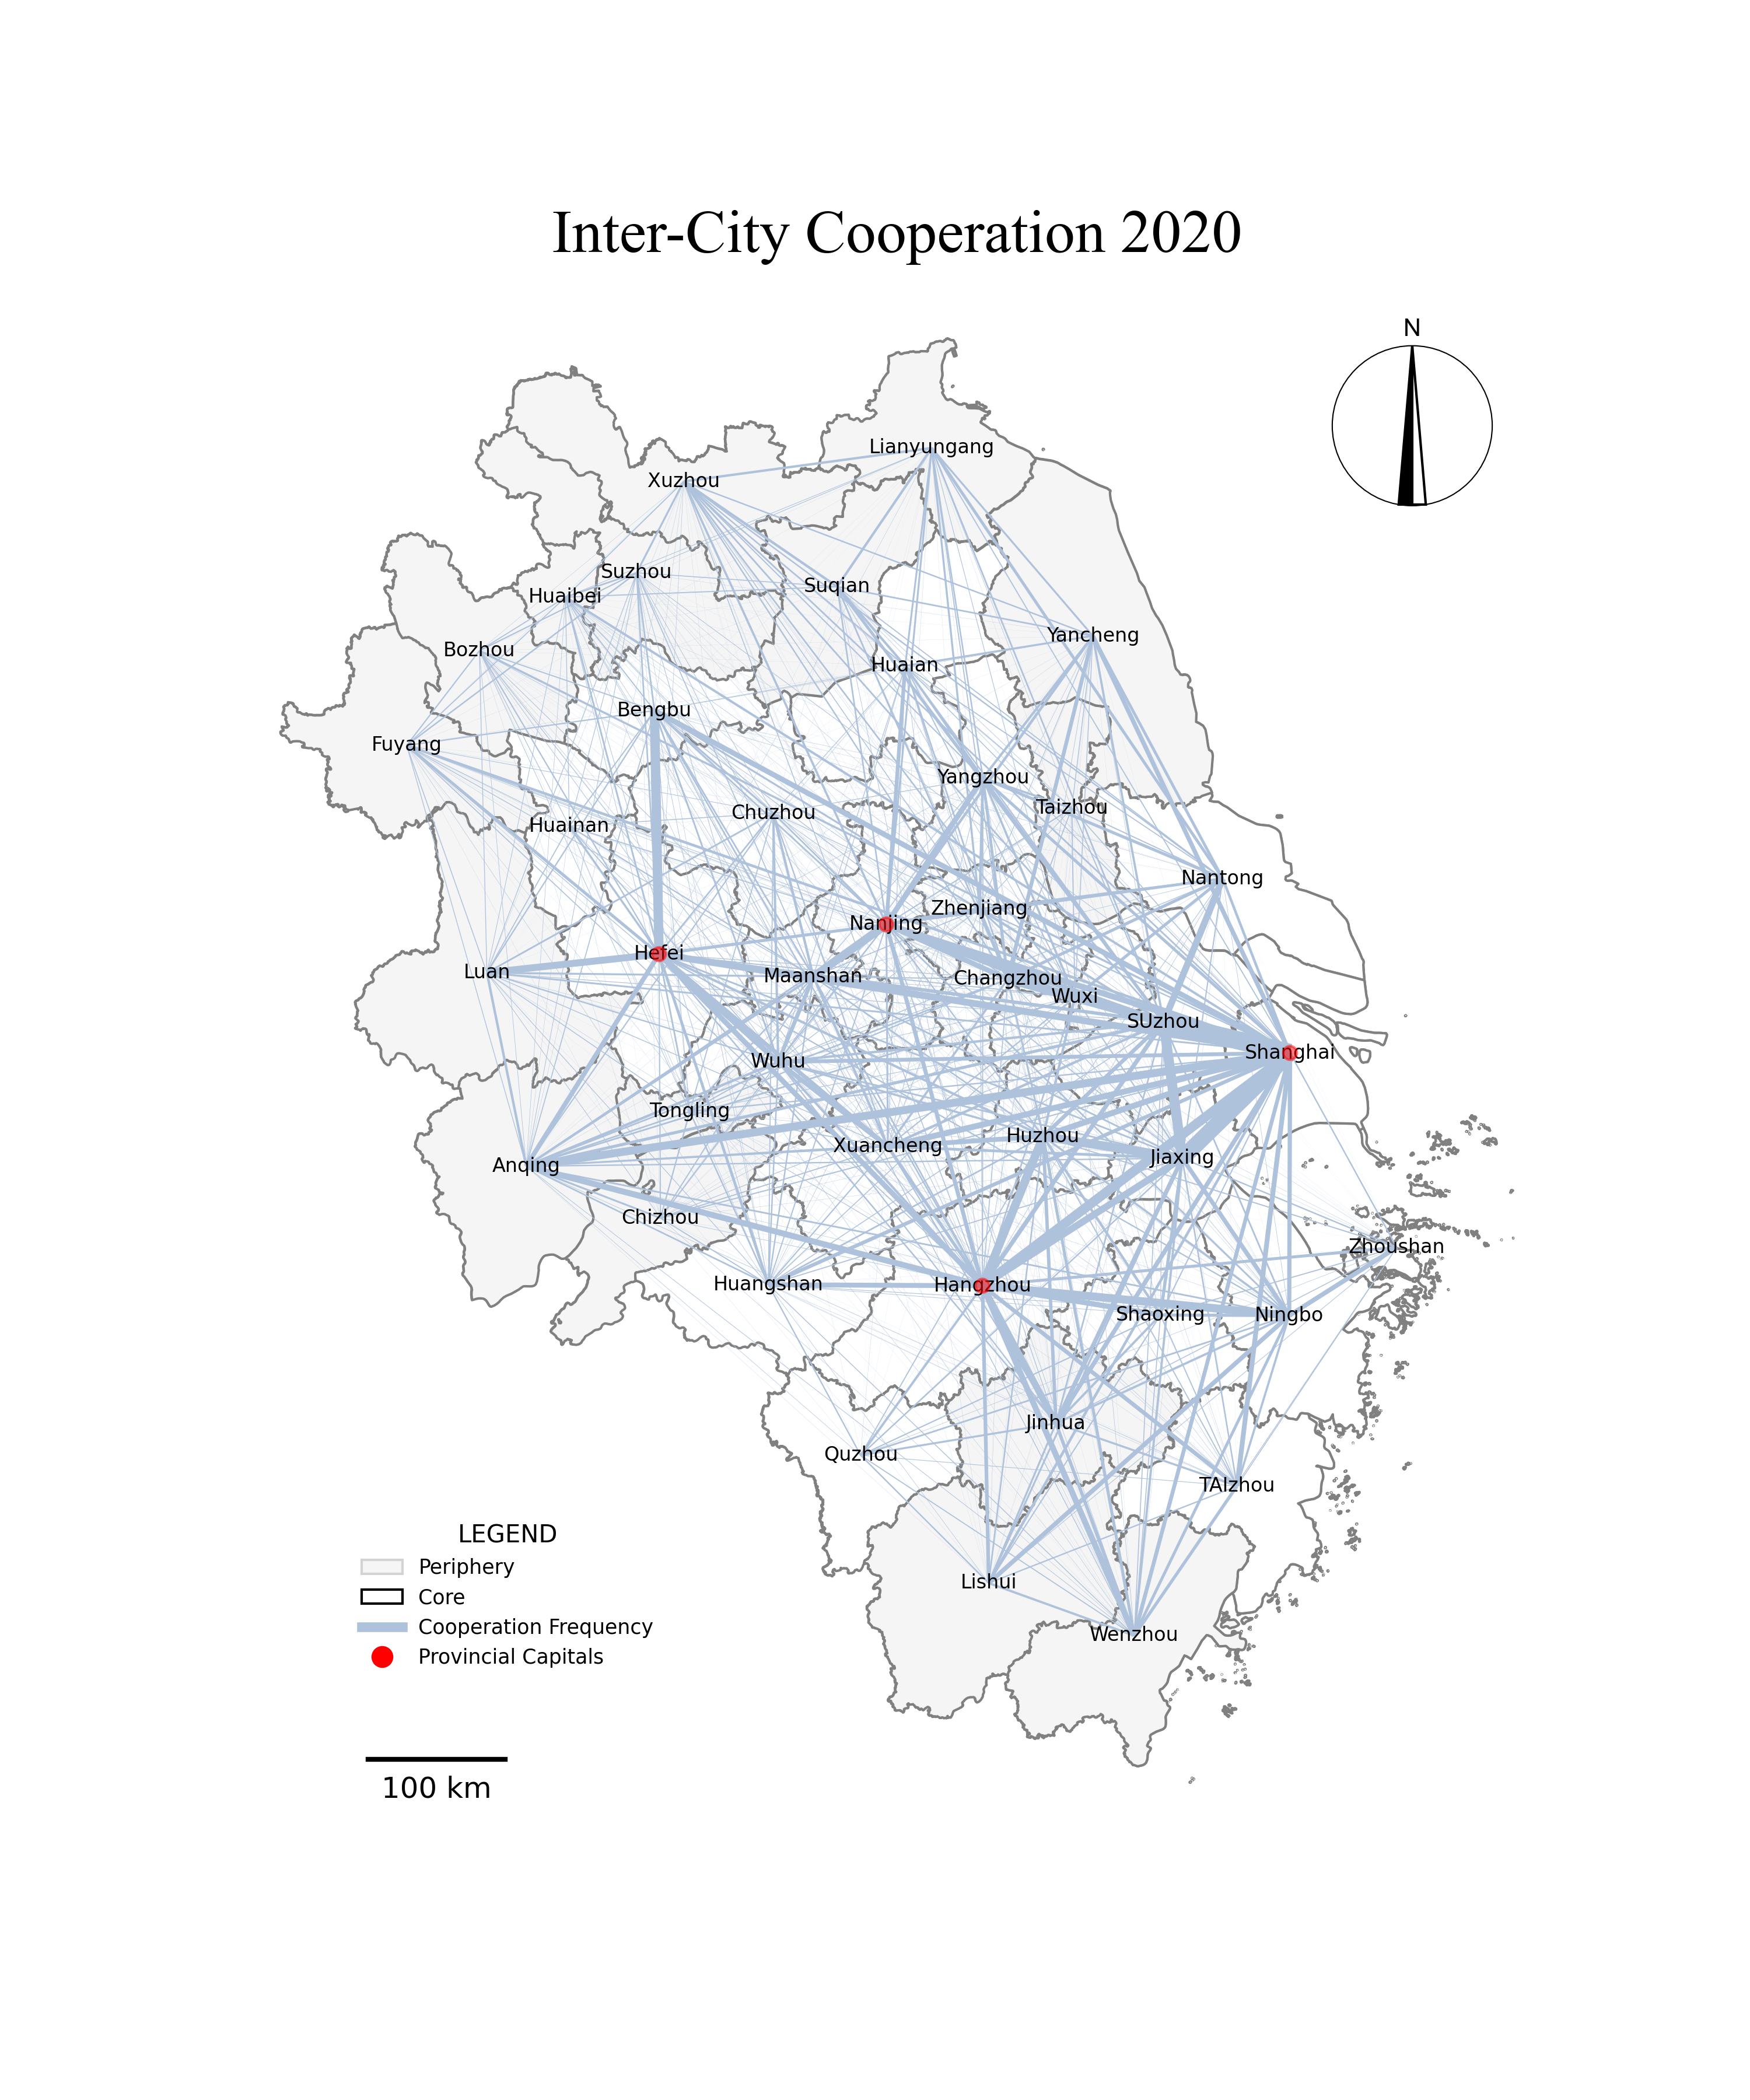 Inter-City Cooperation 2020
N
Lianyungang
Xuzhou
Suzhou
Suqian
Huaibei
Yancheng
Bozhou
Huaian
Bengbu
Fuyang
Yangzhou
Taizhou
Chuzhou
Huainan
Nantong
Zhenjiang
Nanjing
Hefei
Luan
Maanshan
Changzhou
Wuxi
SUzhou
Shanghai
Wuhu
Tongling
Huzhou
Xuancheng
Jiaxing
Anqing
Chizhou
Zhoushan
Huangshan
Hangzhou
Shaoxing
Ningbo
Jinhua
Quzhou
TAIzhou
Lishui
Wenzhou
LEGEND
Periphery
Core
Cooperation Frequency
Provincial Capitals
100 km